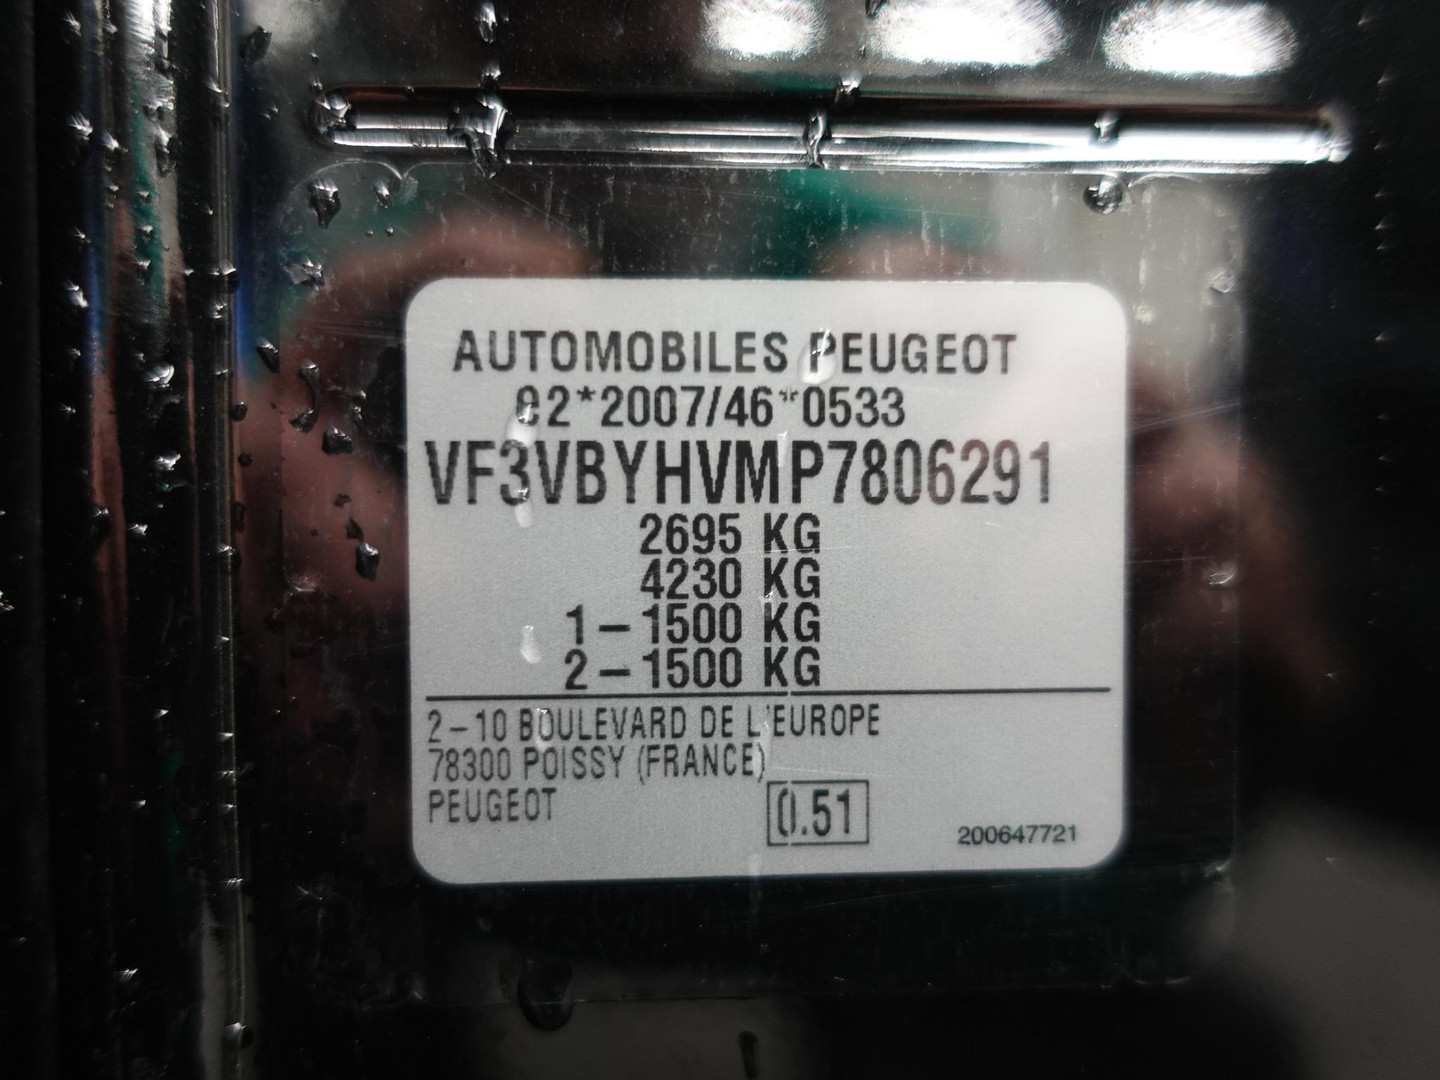 AUTOMOBILES PEUGEOT
e2*2007/46*0533
VF3VBYHVMP7806291
2695 KG
4230 KG
1-1500 KG
2-1500 KG
2-10 BOULEVARD DE L'EUROPE
78300 POISSY (FRANCE)
PEUGEOT
0.51
200647721